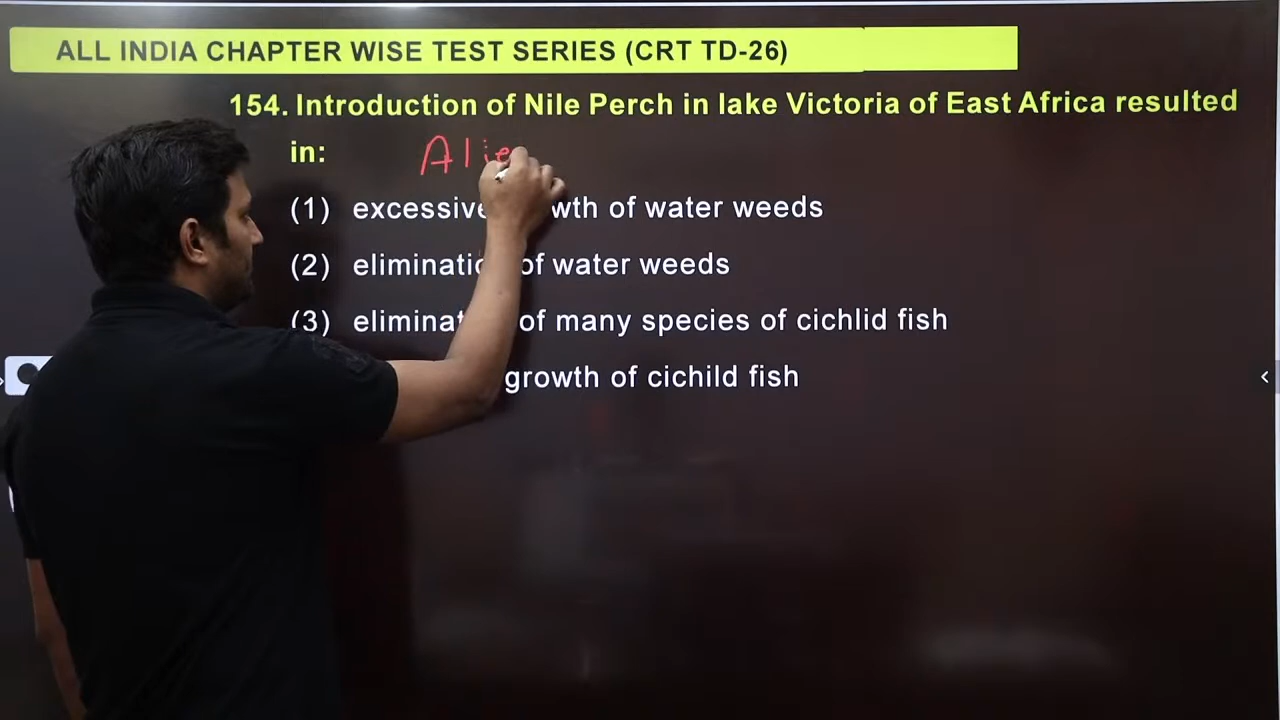 ALL INDIA CHAPTER WISE TEST SERIES (CRT TD-26)
154. Introduction of Nile Perch in lake Victoria of East Africa resulted
in: Alie
(1) excessive wth of water weeds
(2) of water weeds
(3) of many species of cichlid fish
growth of cichild fish